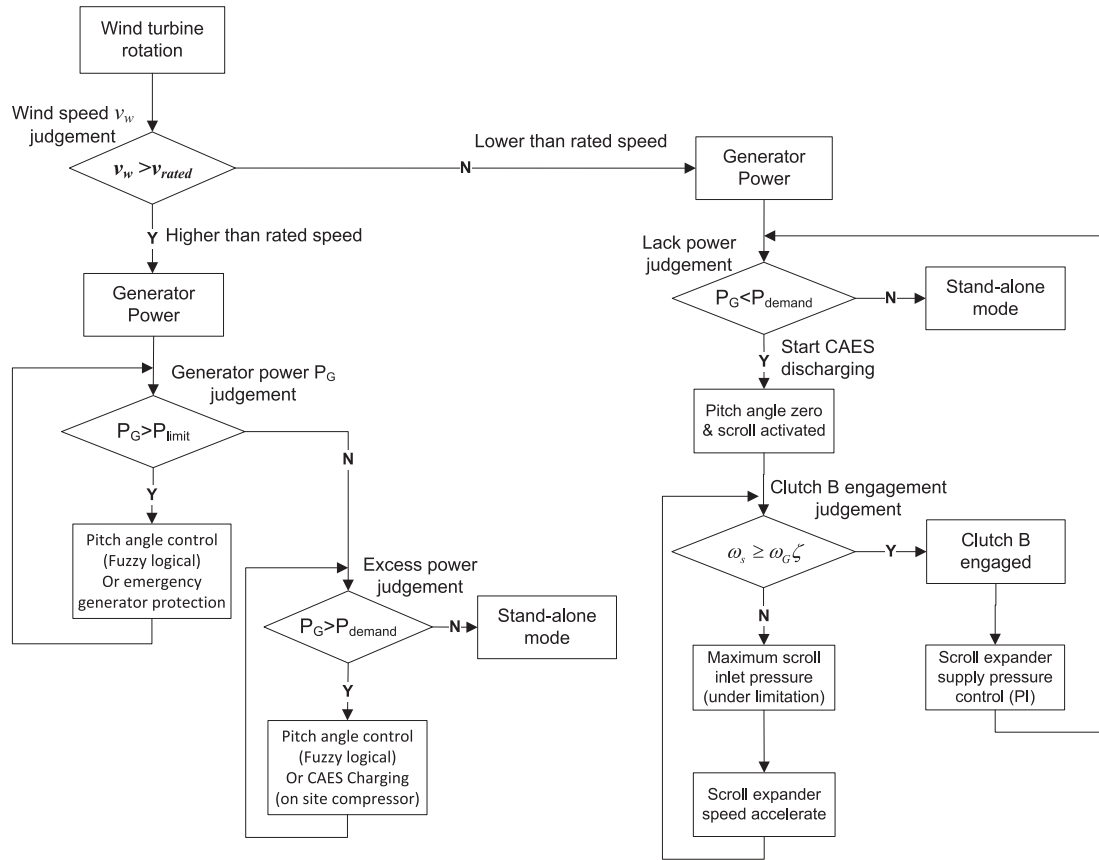 Wind turbine
rotation
Wind speed v_w
judgement
v_w >v_rated
Lower than rated speed
N
Generator
Power
Y
Higher than rated speed
Generator
Power
Generator power P_G
judgement
P_G>P_limit
N
Y
Pitch angle control
(Fuzzy logical)
Or emergency
generator protection
Excess power
judgement
P_G>P_demand
N
Stand-alone
mode
Y
Pitch angle control
(Fuzzy logical)
Or CAES Charging
(on site compressor)
Lack power
judgement
P_G<P_demand
N
Stand-alone
mode
Y
Start CAES
discharging
Pitch angle zero
& scroll activated
Clutch B engagement
judgement
ω_s ≥ ω_G ζ
Y
Clutch B
engaged
N
Maximum scroll
inlet pressure
(under limitation)
Scroll expander
supply pressure
control (PI)
Scroll expander
speed accelerate